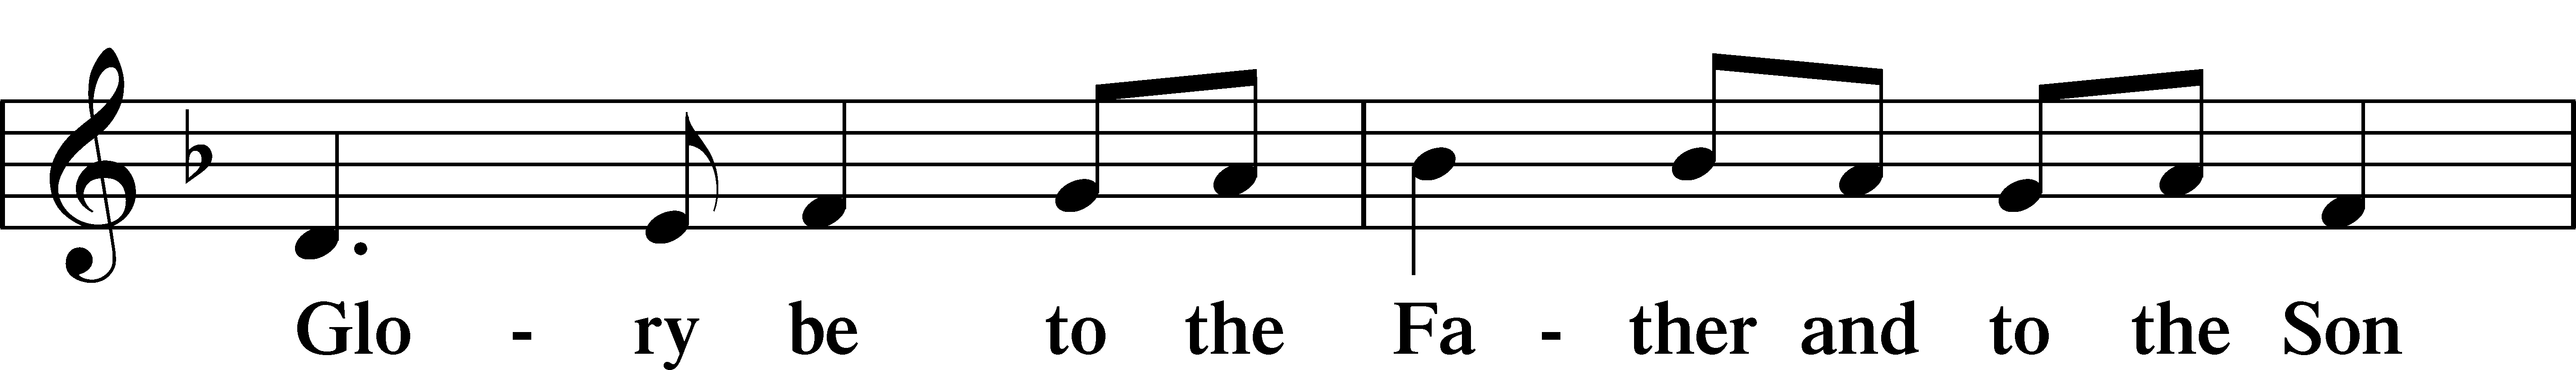 Glo - ry be to the Fa - ther and to the Son